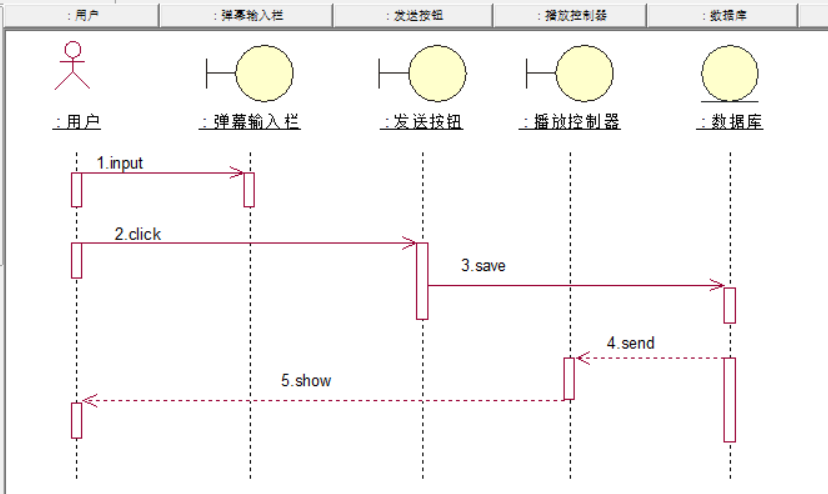 : 用户
: 弹幕输入栏
: 发送按钮
: 播放控制器
: 数据库
: 用户
: 弹幕输入栏
: 发送按钮
: 播放控制器
: 数据库
1.input
2.click
3.save
4.send
5.show